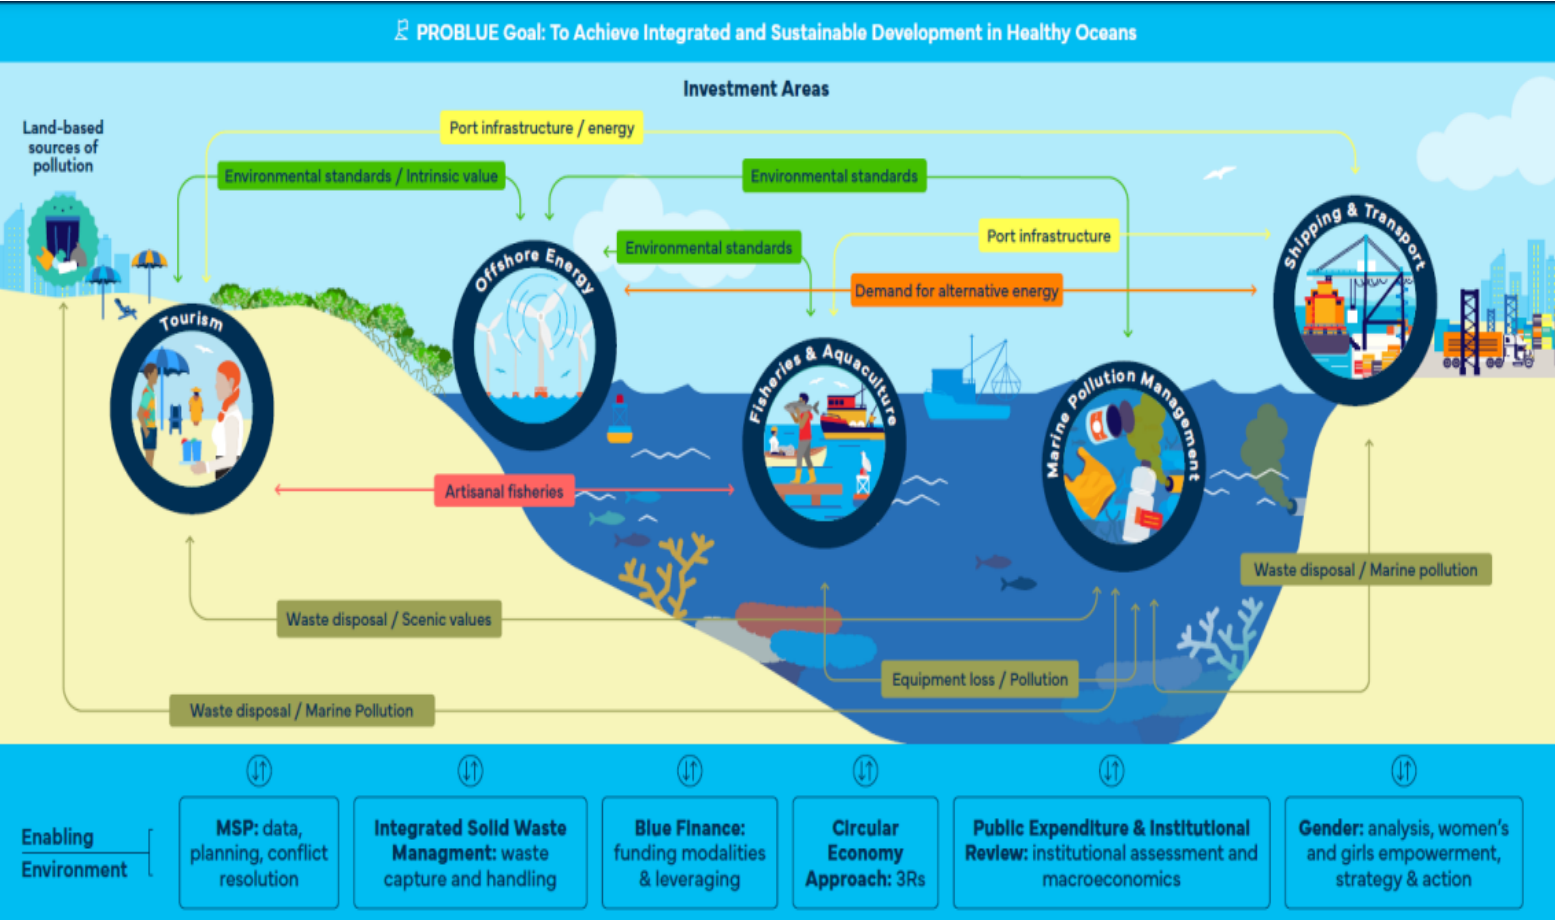 PROBLUE Goal: To Achieve Integrated and Sustainable Development in Healthy Oceans
Investment Areas
Land-based
sources of
pollution
Port infrastructure / energy
Environmental standards / Intrinsic value
Environmental standards
Environmental standards
Port infrastructure
Demand for alternative energy
Shipping & Transport
Offshore Energy
Tourism
Fisheries & Aquaculture
Marine Pollution Management
Artisanal fisheries
Waste disposal / Marine pollution
Waste disposal / Scenic values
Equipment loss / Pollution
Waste disposal / Marine Pollution
Enabling
Environment
MSP: data,
planning, conflict
resolution
Integrated Solid Waste
Managment: waste
capture and handling
Blue Finance:
funding modalities
& leveraging
Circular
Economy
Approach: 3Rs
Public Expenditure & Institutional
Review: institutional assessment and
macroeconomics
Gender: analysis, women's
and girls empowerment,
strategy & action